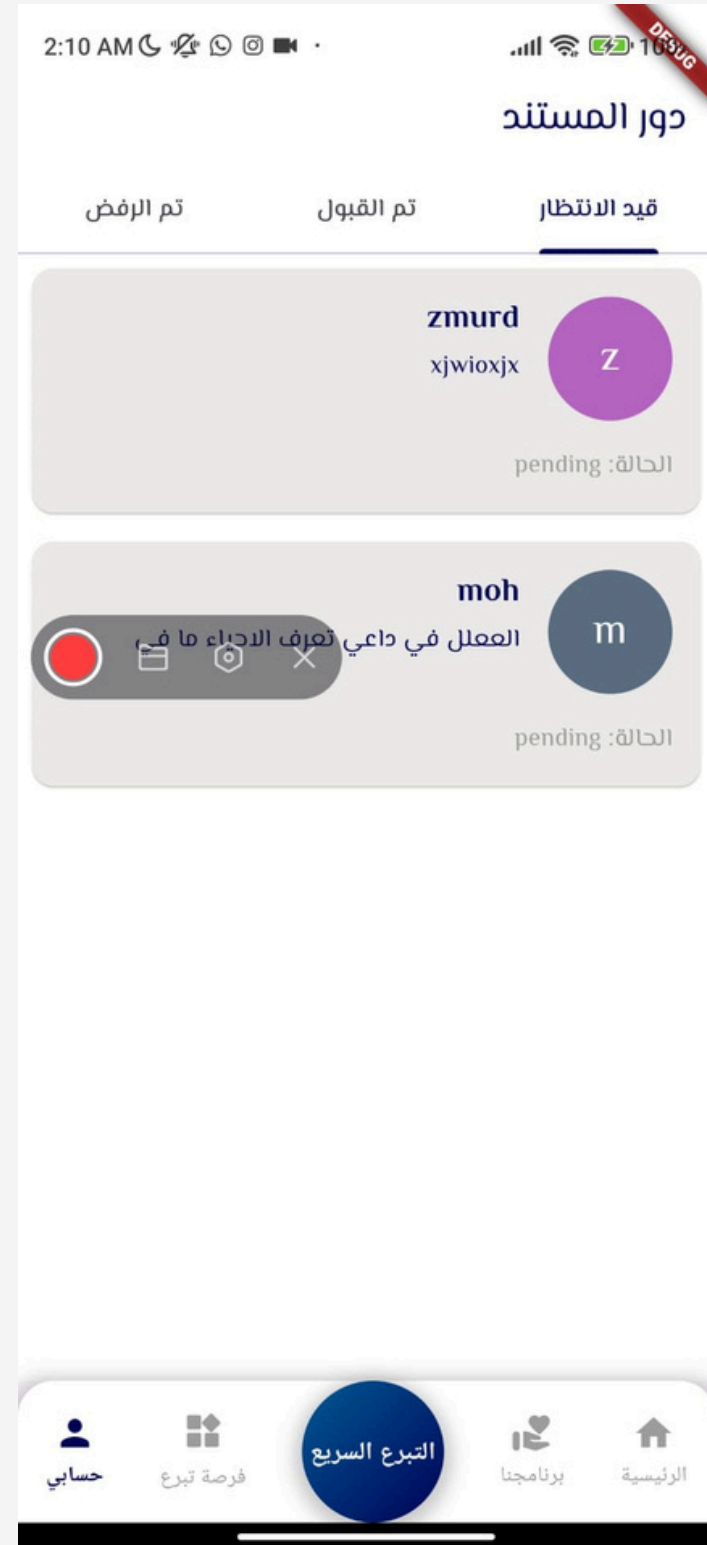 2:10 AM
DEBUG
دور المستند
قيد الانتظار
تم القبول
تم الرفض
z
zmurd
xjwioxjx
الحالة: pending
m
moh
العملل في داعي تعرف الاحياء ما في
الحالة: pending
الرئيسية
برنامجنا
التبرع السريع
فرصة تبرع
حسابي